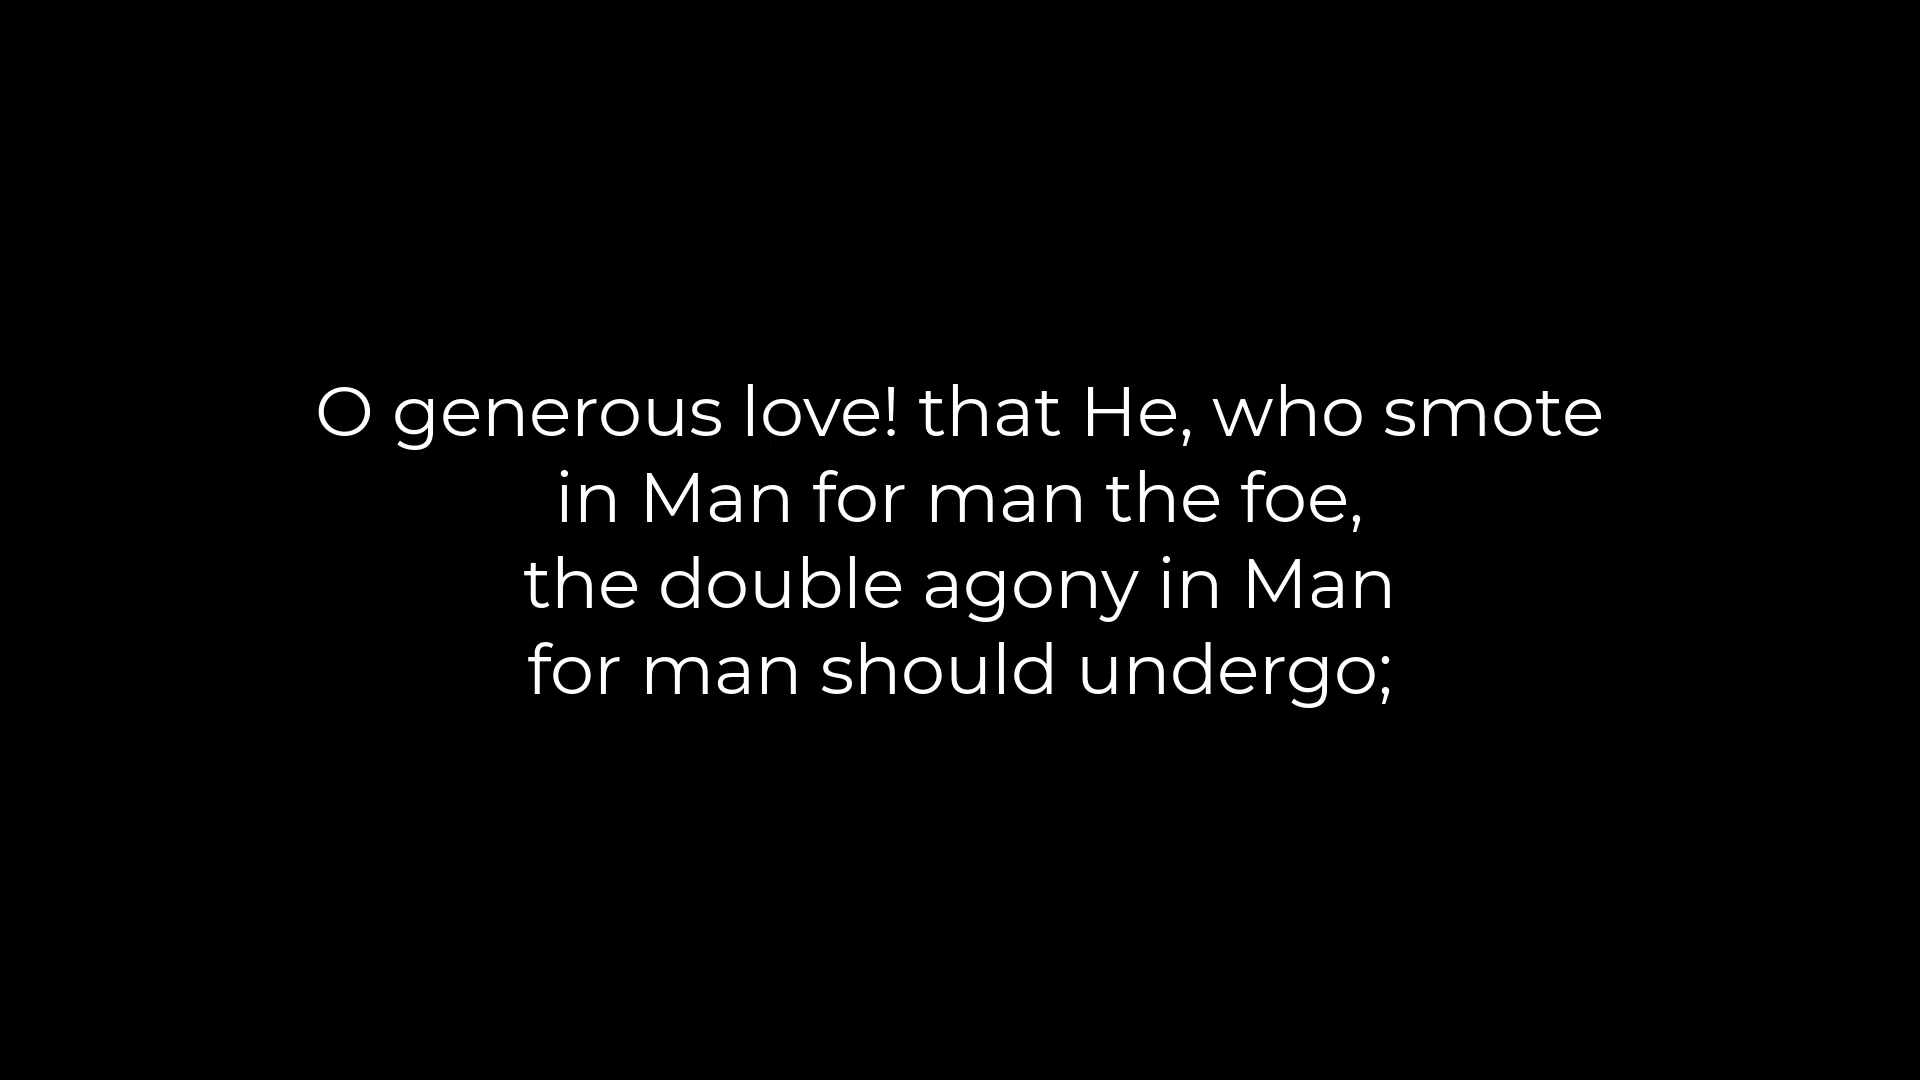 O generous love! that He, who smote
in Man for man the foe,
the double agony in Man
for man should undergo;